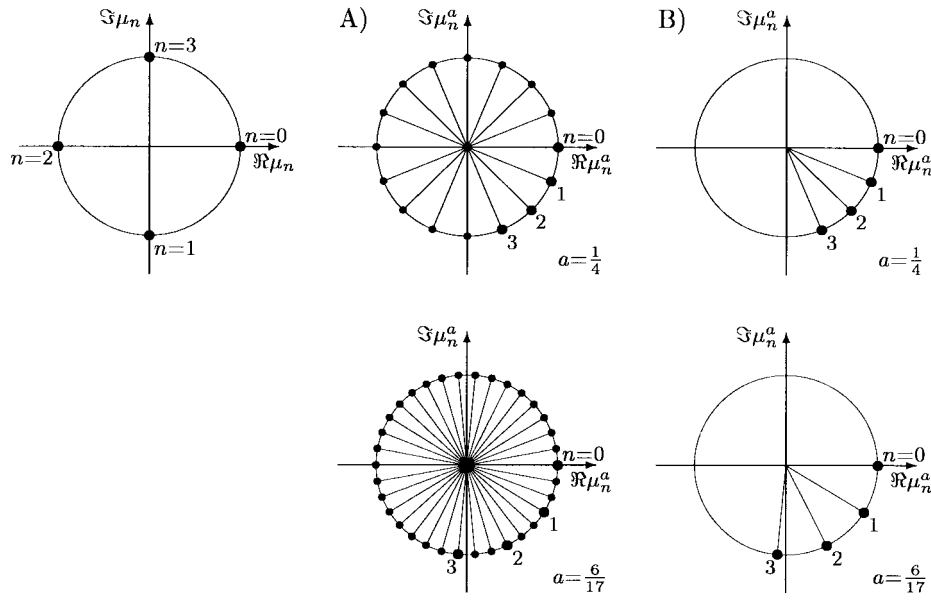 ℑμ_n
n=3
n=0
n=2
ℜμ_n
n=1
A)
ℑμ_n^a
n=0
ℜμ_n^a
1
2
3
a=1/4
B)
ℑμ_n^a
n=0
ℜμ_n^a
1
2
3
a=1/4
ℑμ_n^a
n=0
ℜμ_n^a
1
2
3
a=6/17
ℑμ_n^a
n=0
ℜμ_n^a
1
2
3
a=6/17